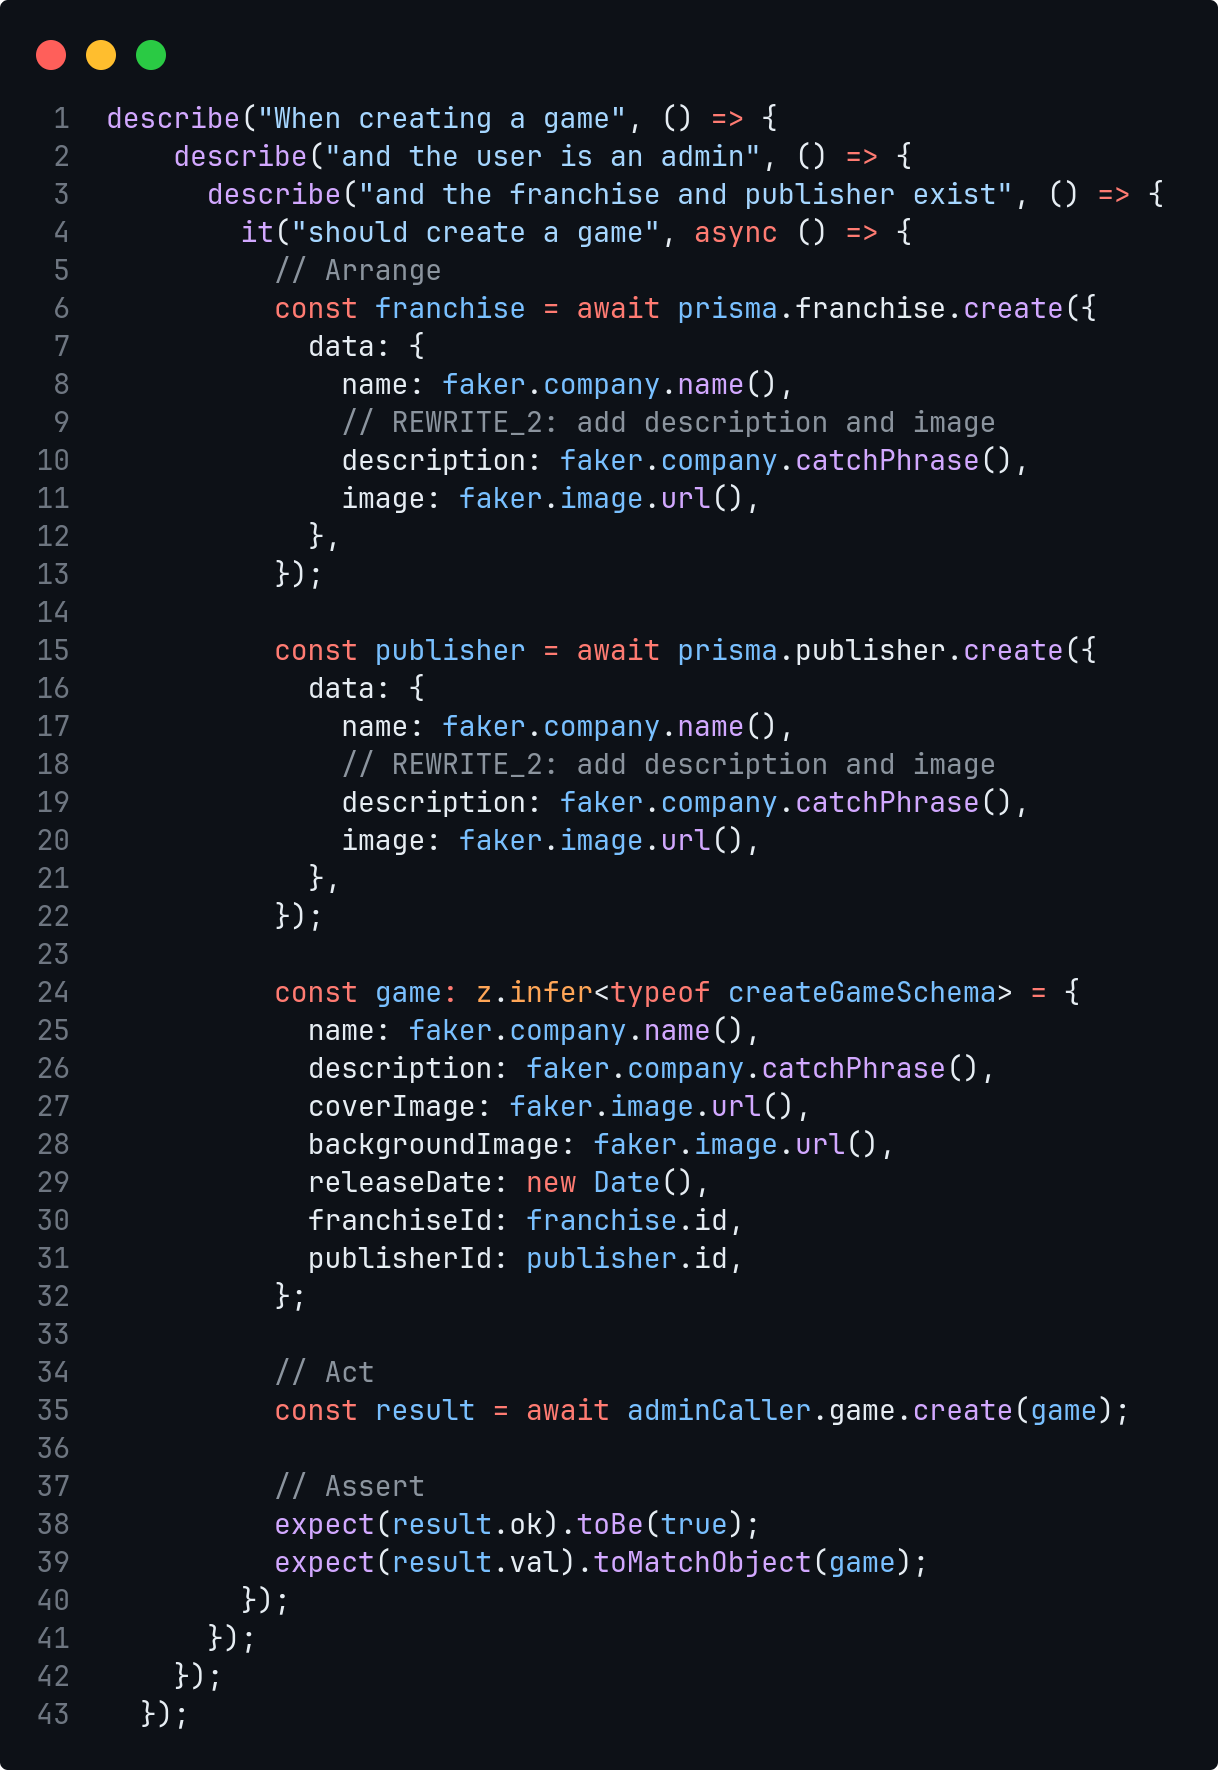 1 describe("When creating a game", () => {
2 describe("and the user is an admin", () => {
3 describe("and the franchise and publisher exist", () => {
4 it("should create a game", async () => {
5 // Arrange
6 const franchise = await prisma.franchise.create({
7 data: {
8 name: faker.company.name(),
9 // REWRITE_2: add description and image
10 description: faker.company.catchPhrase(),
11 image: faker.image.url(),
12 },
13 });
14
15 const publisher = await prisma.publisher.create({
16 data: {
17 name: faker.company.name(),
18 // REWRITE_2: add description and image
19 description: faker.company.catchPhrase(),
20 image: faker.image.url(),
21 },
22 });
23
24 const game: z.infer<typeof createGameSchema> = {
25 name: faker.company.name(),
26 description: faker.company.catchPhrase(),
27 coverImage: faker.image.url(),
28 backgroundImage: faker.image.url(),
29 releaseDate: new Date(),
30 franchiseId: franchise.id,
31 publisherId: publisher.id,
32 };
33
34 // Act
35 const result = await adminCaller.game.create(game);
36
37 // Assert
38 expect(result.ok).toBe(true);
39 expect(result.val).toMatchObject(game);
40 });
41 });
42 });
43 });